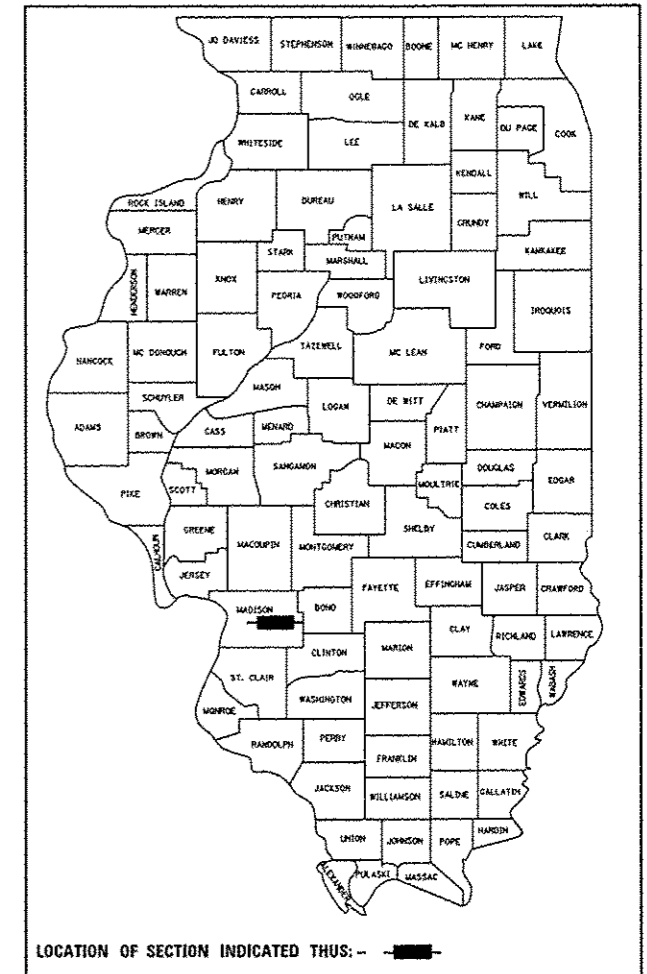 JO DAVIESS STEPHENSON WINNEBAGO BOONE MC HENRY LAKE
CARROLL OGLE DE KALB KANE DU PAGE COOK
WHITESIDE LEE
KENDALL WILL
ROCK ISLAND HENRY DUREAU LA SALLE GRUNDY
MERCER PUTNAM
STARK MARSHALL KANKAKEE
HENDERSON WARREN KNOX PEORIA WOODFORD LIVINGSTON IROQUOIS
HANCOCK MC DONOUGH FULTON TAZEWELL MC LEAN FORD
SCHUYLER MASON LOGAN DE WITT CHAMPAIGN VERMILION
ADAMS BROWN CASS MENARD MACON PIATT
MORGAN SANGAMON DOUGLAS EDGAR
PIKE SCOTT CHRISTIAN MOULTRIE COLES
GREENE MACOUPIN MONTGOMERY SHELBY CUMBERLAND CLARK
CALHOUN JERSEY FAYETTE EFFINGHAM JASPER CRAWFORD
MADISON BOND CLAY RICHLAND LAWRENCE
CLINTON MARION
ST. CLAIR WAYNE EDWARDS WABASH
MONROE WASHINGTON JEFFERSON
RANDOLPH PERRY HAMILTON WHITE
FRANKLIN
JACKSON WILLIAMSON SALINE GALLATIN
UNION JOHNSON POPE HARDIN
ALEXANDER PULASKI MASSAC
LOCATION OF SECTION INDICATED THUS: -